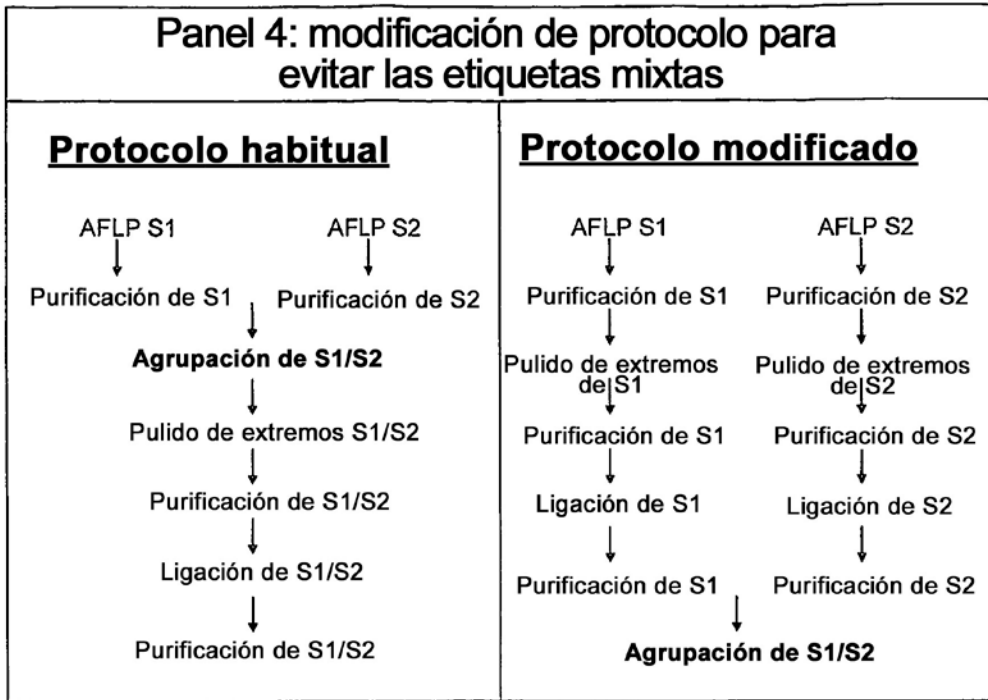 Panel 4: modificación de protocolo para
evitar las etiquetas mixtas
Protocolo habitual
AFLP S1
AFLP S2
Purificación de S1
Purificación de S2
Agrupación de S1/S2
Pulido de extremos S1/S2
Purificación de S1/S2
Ligación de S1/S2
Purificación de S1/S2
Protocolo modificado
AFLP S1
AFLP S2
Purificación de S1
Purificación de S2
Pulido de extremos
de S1
Pulido de extremos
de S2
Purificación de S1
Purificación de S2
Ligación de S1
Ligación de S2
Purificación de S1
Purificación de S2
Agrupación de S1/S2